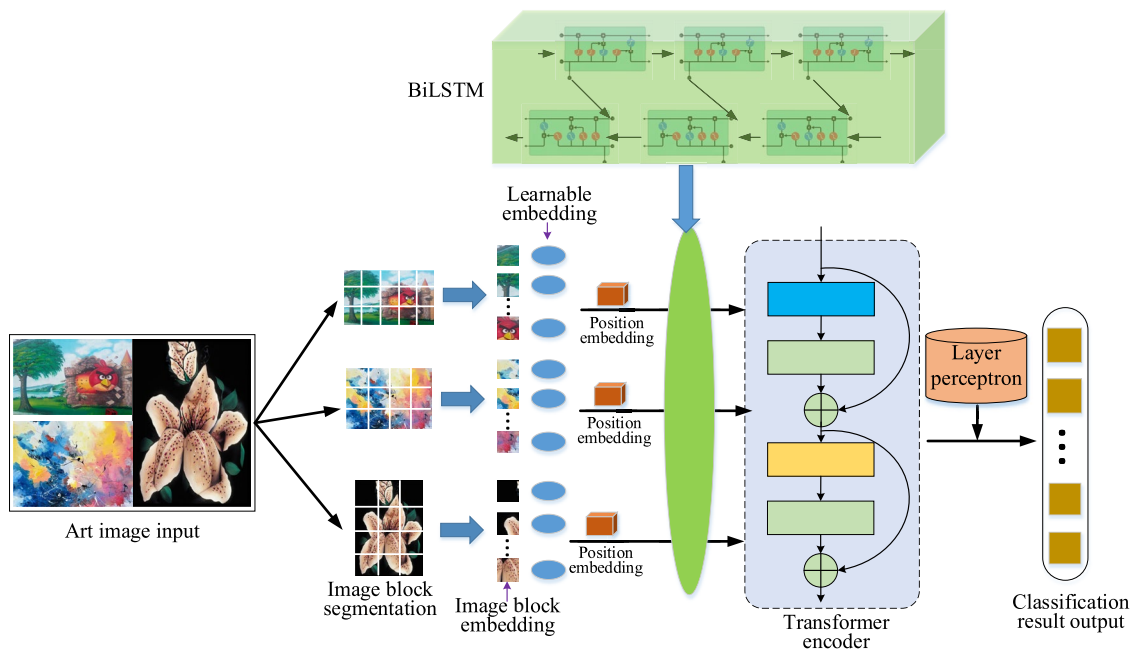 BiLSTM
Learnable
embedding
Position
embedding
Position
embedding
Position
embedding
Layer
perceptron
Art image input
Image block
segmentation
Image block
embedding
Transformer
encoder
Classification
result output